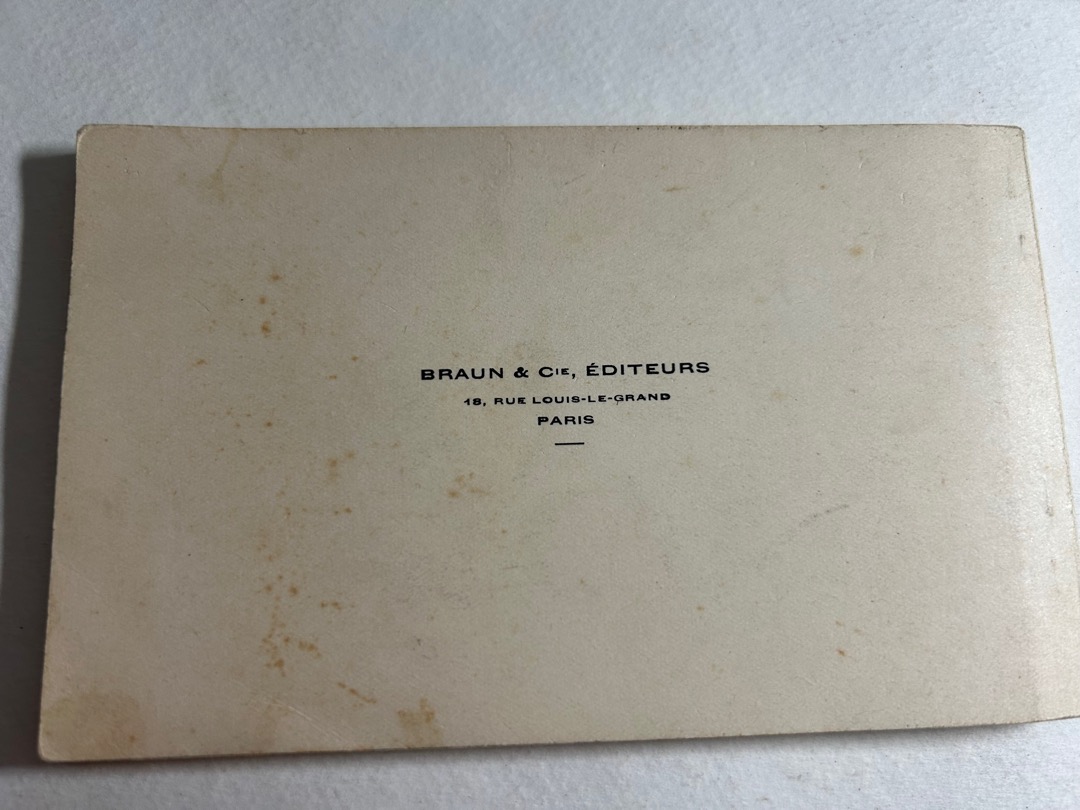 BRAUN & Cie, ÉDITEURS
18, RUE LOUIS-LE-GRAND
PARIS